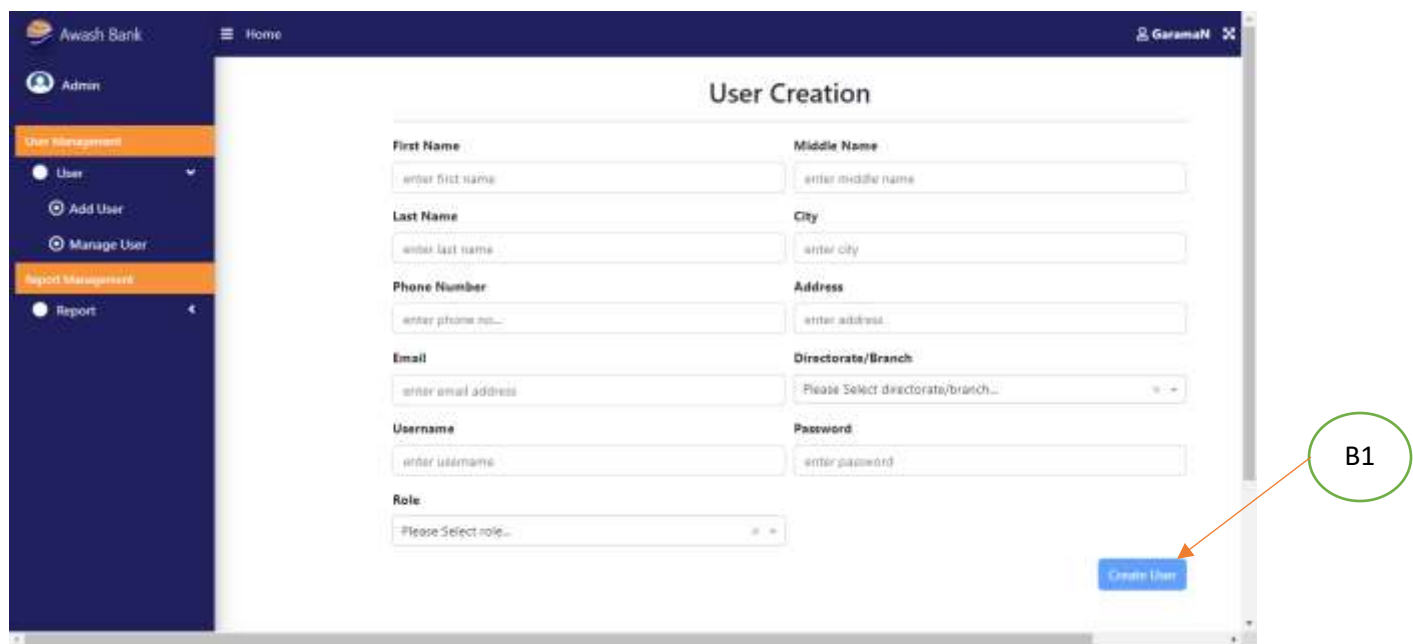 Awash Bank
Home
GaramaN
Admin
User Creation
User Management
First Name
Middle Name
User
enter first name
enter middle name
Add User
Last Name
City
Manage User
enter last name
enter city
Report Management
Phone Number
Address
Report
enter phone no...
enter address
Email
Directorate/Branch
enter email address
Please Select directorate/branch...
Username
Password
enter username
enter password
B1
Role
Please Select role...
Create User